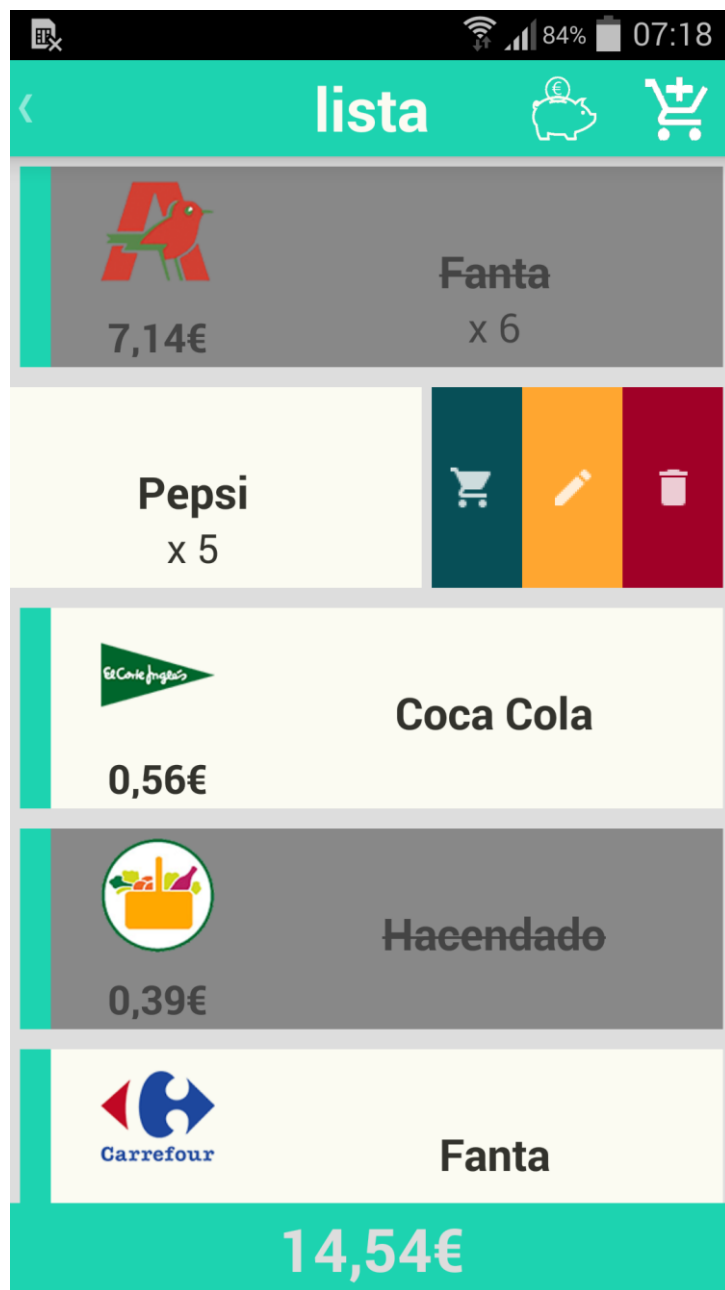 84% 07:18
lista
Fanta
x 6
7,14€
Pepsi
x 5
El Corte Inglés
Coca Cola
0,56€
Hacendado
0,39€
Carrefour
Fanta
14,54€